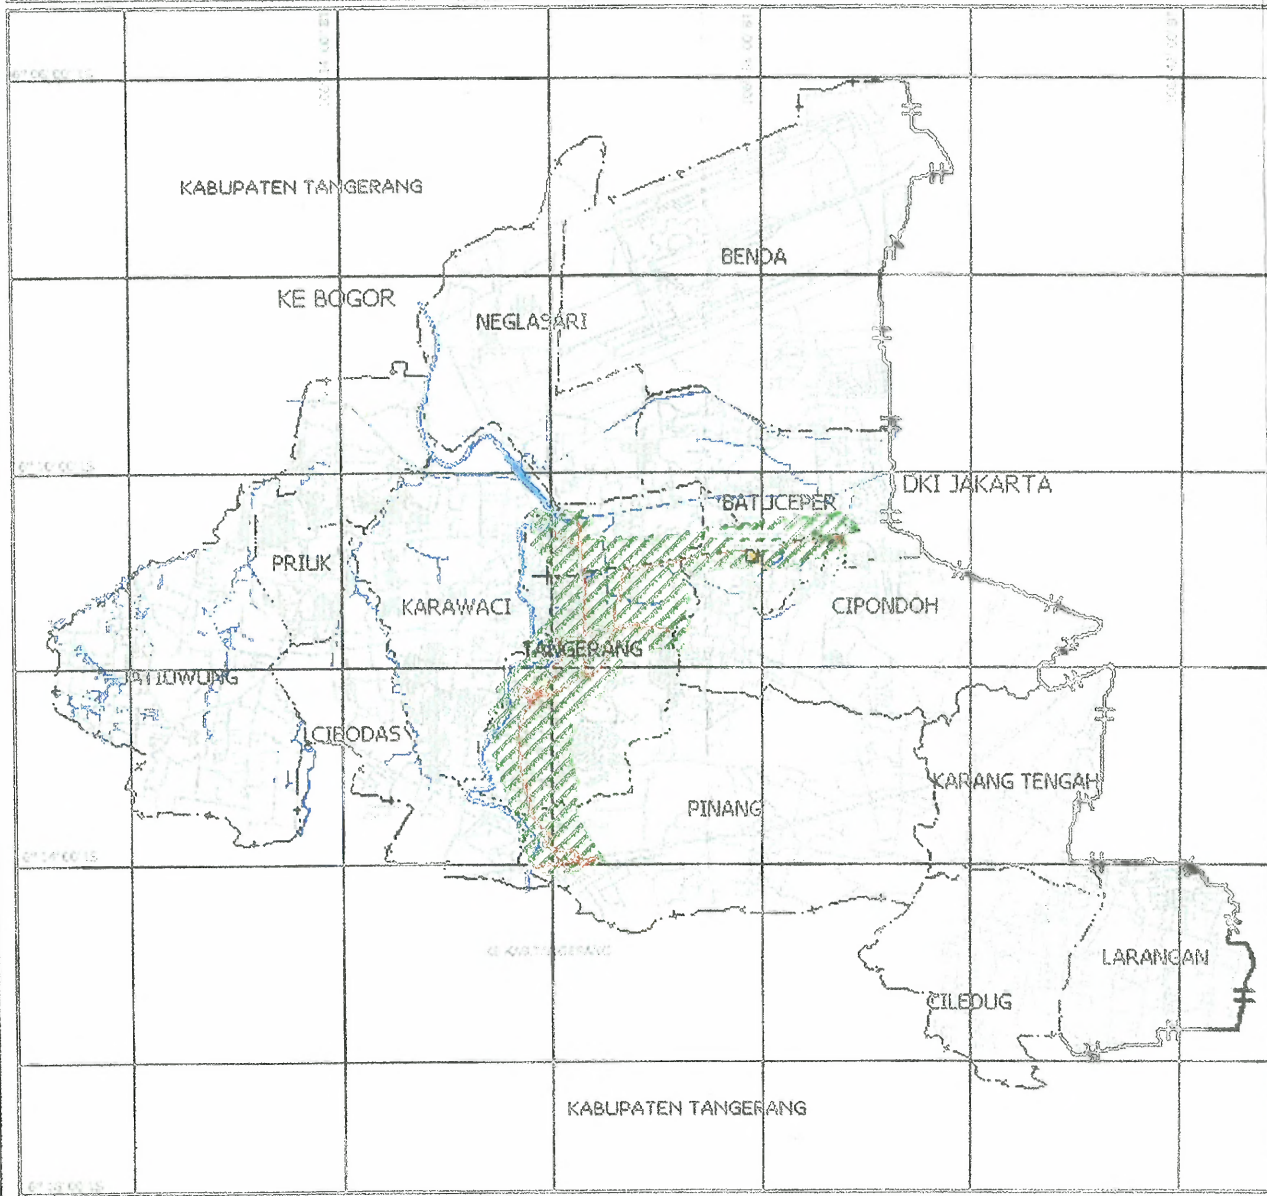 KABUPATEN TANGERANG
BENDA
KE BOGOR
NEGLASARI
DKI JAKARTA
BATUCEPER
PRIUK
KARAWACI
CIPONDOH
TANGERANG
JATIUWUNG
CIBODAS
KARANG TENGAH
PINANG
LARANGAN
CILEDUG
KABUPATEN TANGERANG